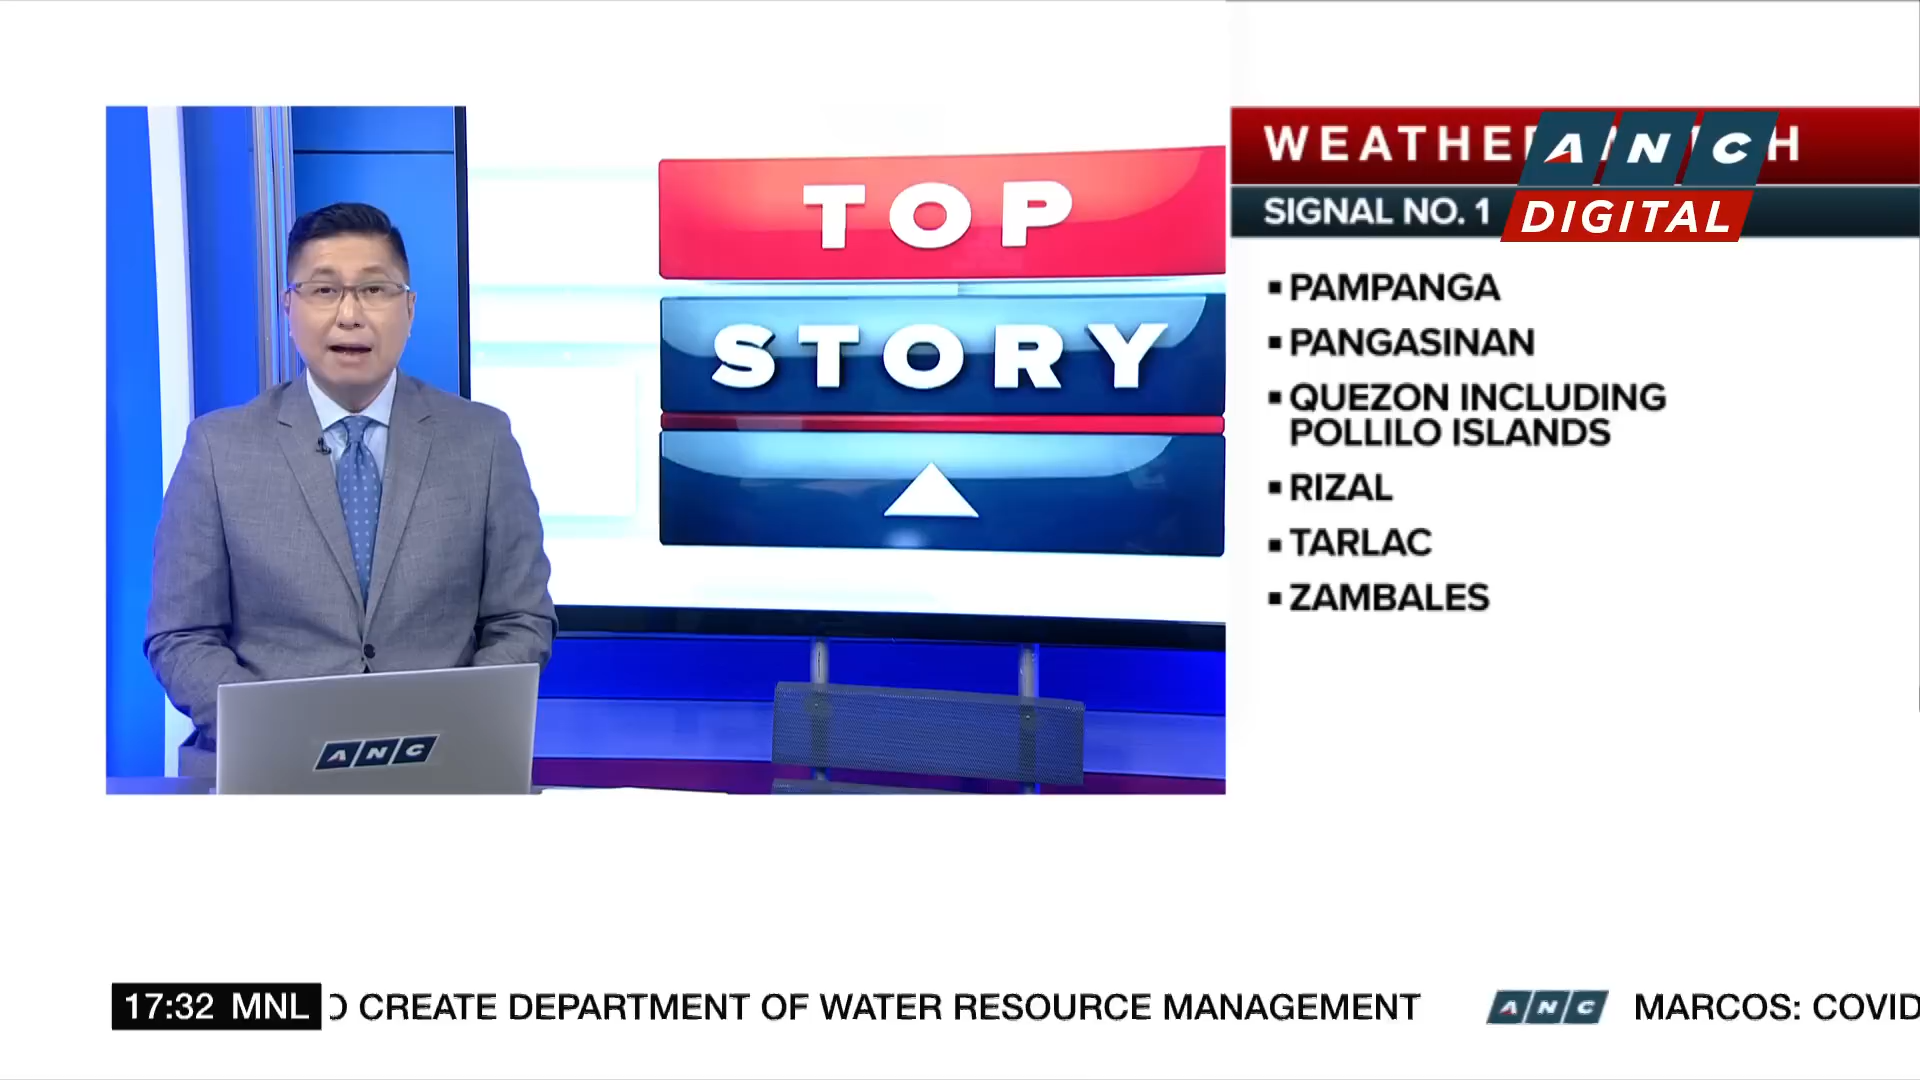 TOP
STORY
ANC
WEATHE
H
ANC
DIGITAL
SIGNAL NO. 1
▪ PAMPANGA
▪ PANGASINAN
▪ QUEZON INCLUDING
POLLILO ISLANDS
▪ RIZAL
▪ TARLAC
▪ ZAMBALES
17:32 MNL
O CREATE DEPARTMENT OF WATER RESOURCE MANAGEMENT ANC MARCOS: COVID